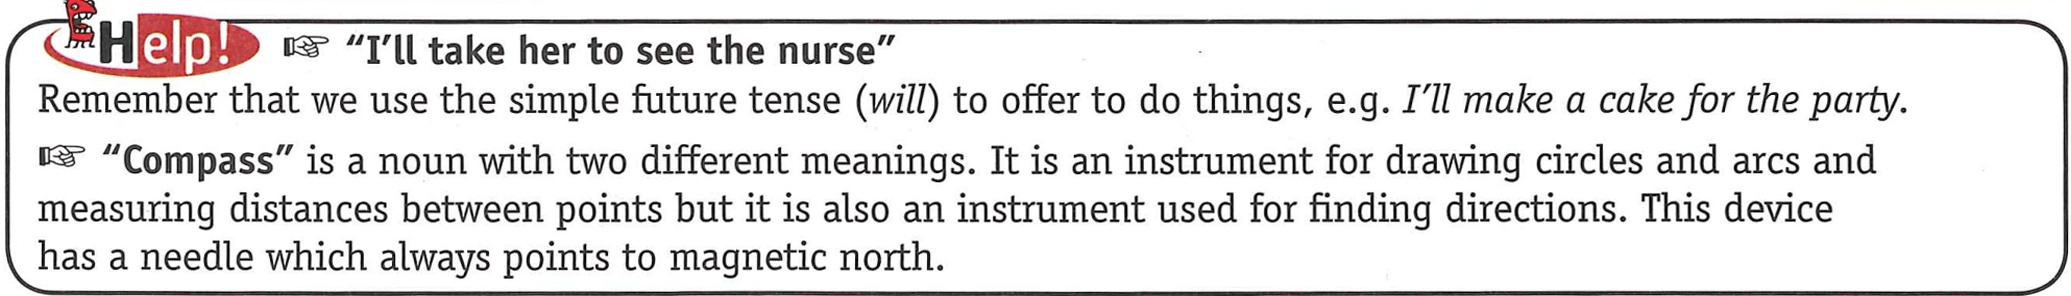 Help! ☞ “I’ll take her to see the nurse”
Remember that we use the simple future tense (will) to offer to do things, e.g. I’ll make a cake for the party.
☞ “Compass” is a noun with two different meanings. It is an instrument for drawing circles and arcs and
measuring distances between points but it is also an instrument used for finding directions. This device
has a needle which always points to magnetic north.